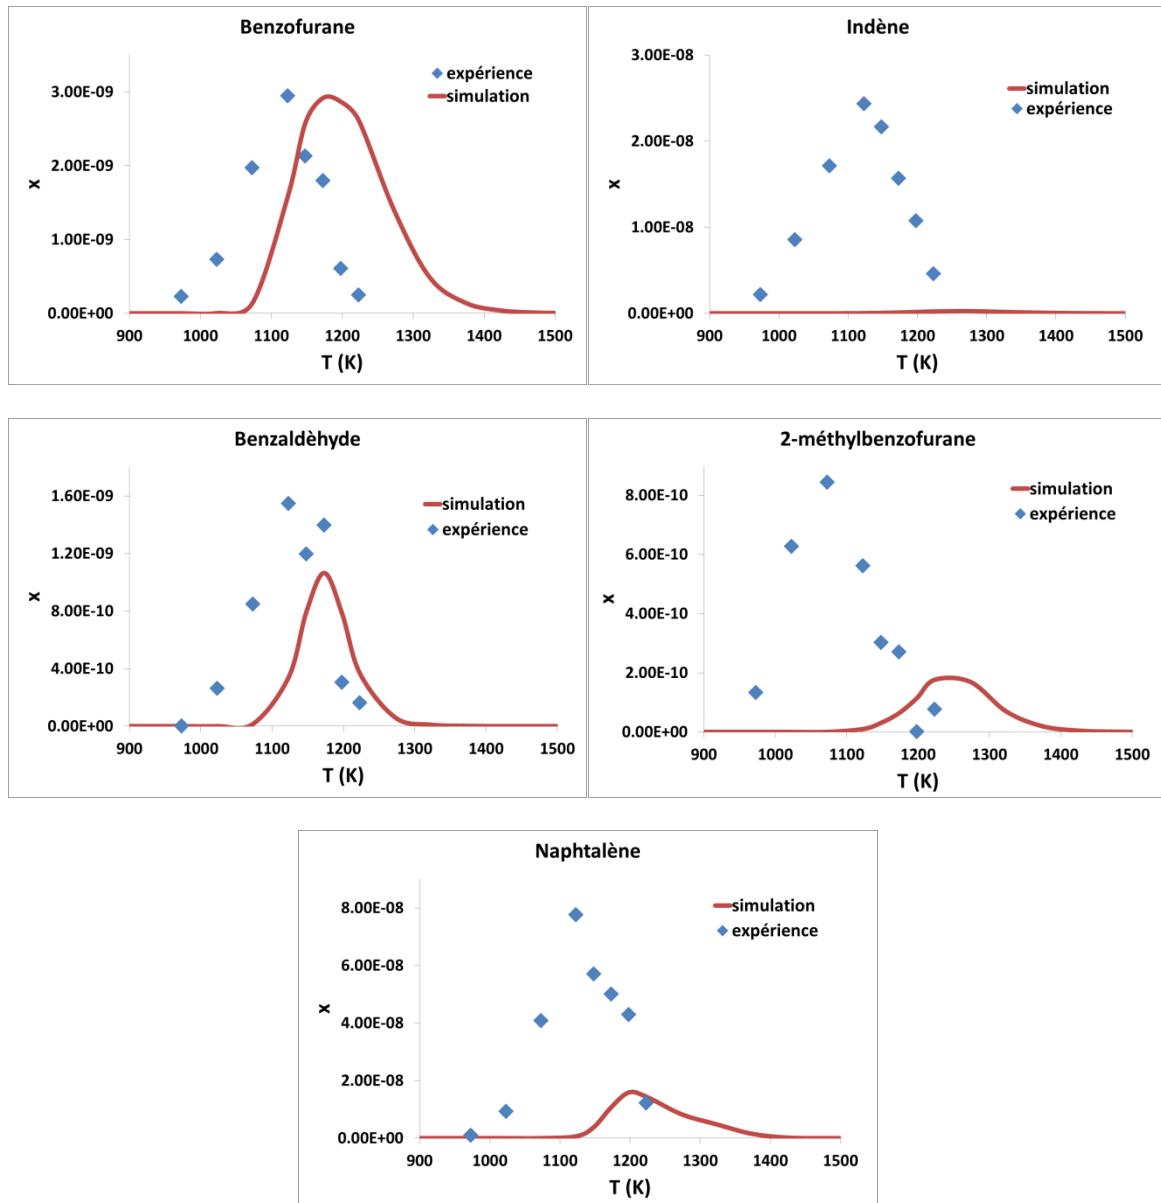 Benzofurane
expérience
simulation
3.00E-09
2.00E-09
1.00E-09
0.00E+00
x
900 1000 1100 1200 1300 1400 1500
T (K)
Indène
simulation
expérience
3.00E-08
2.00E-08
1.00E-08
0.00E+00
x
900 1000 1100 1200 1300 1400 1500
T (K)
Benzaldèhyde
simulation
expérience
1.60E-09
1.20E-09
8.00E-10
4.00E-10
0.00E+00
x
900 1000 1100 1200 1300 1400 1500
T (K)
2-méthylbenzofurane
simulation
expérience
8.00E-10
6.00E-10
4.00E-10
2.00E-10
0.00E+00
x
900 1000 1100 1200 1300 1400 1500
T (K)
Naphtalène
simulation
expérience
8.00E-08
6.00E-08
4.00E-08
2.00E-08
0.00E+00
x
900 1000 1100 1200 1300 1400 1500
T (K)